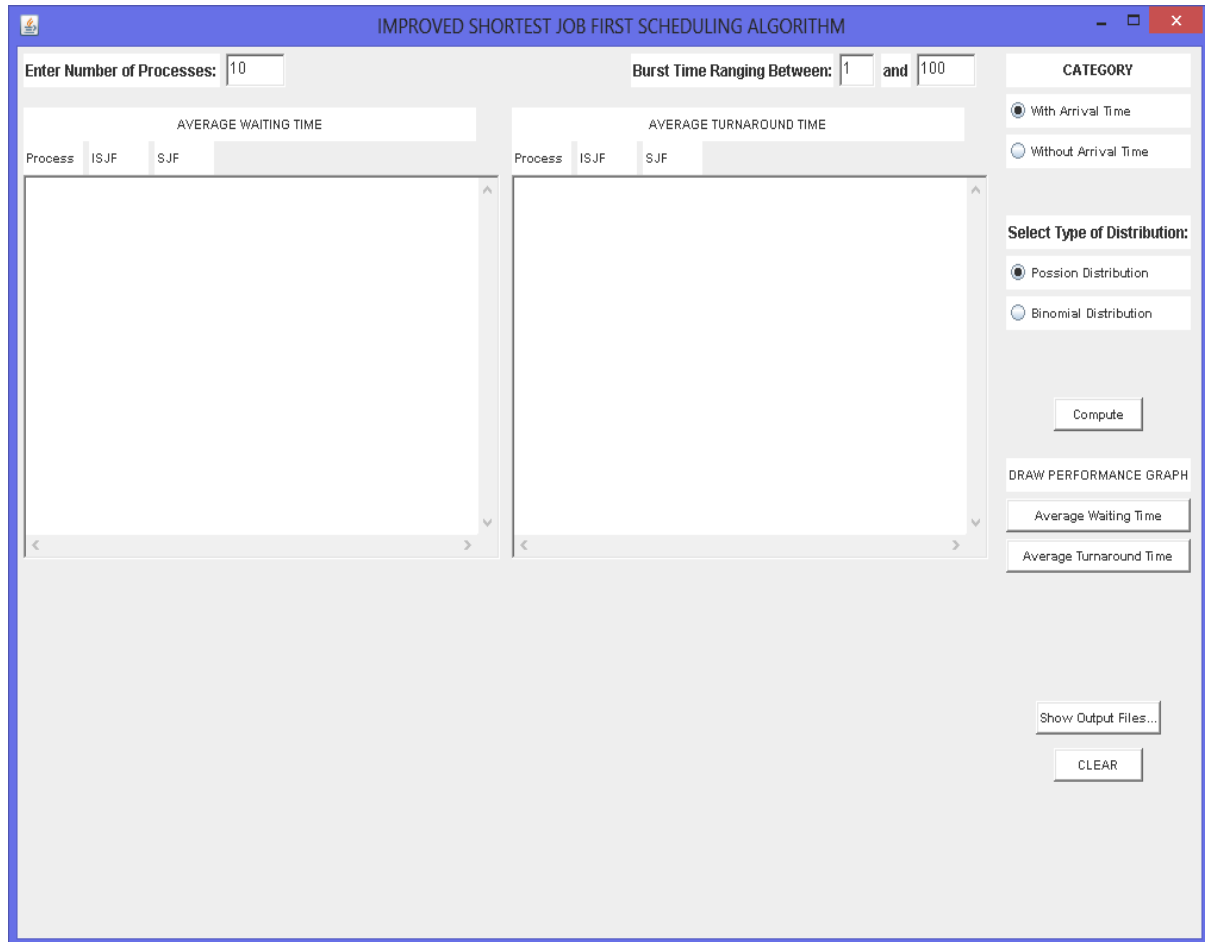 IMPROVED SHORTEST JOB FIRST SCHEDULING ALGORITHM
Enter Number of Processes: 10
Burst Time Ranging Between: 1 and 100
CATEGORY
With Arrival Time
Without Arrival Time
AVERAGE WAITING TIME
Process ISJF SJF
AVERAGE TURNAROUND TIME
Process ISJF SJF
Select Type of Distribution:
Possion Distribution
Binomial Distribution
Compute
DRAW PERFORMANCE GRAPH
Average Waiting Time
Average Turnaround Time
Show Output Files...
CLEAR